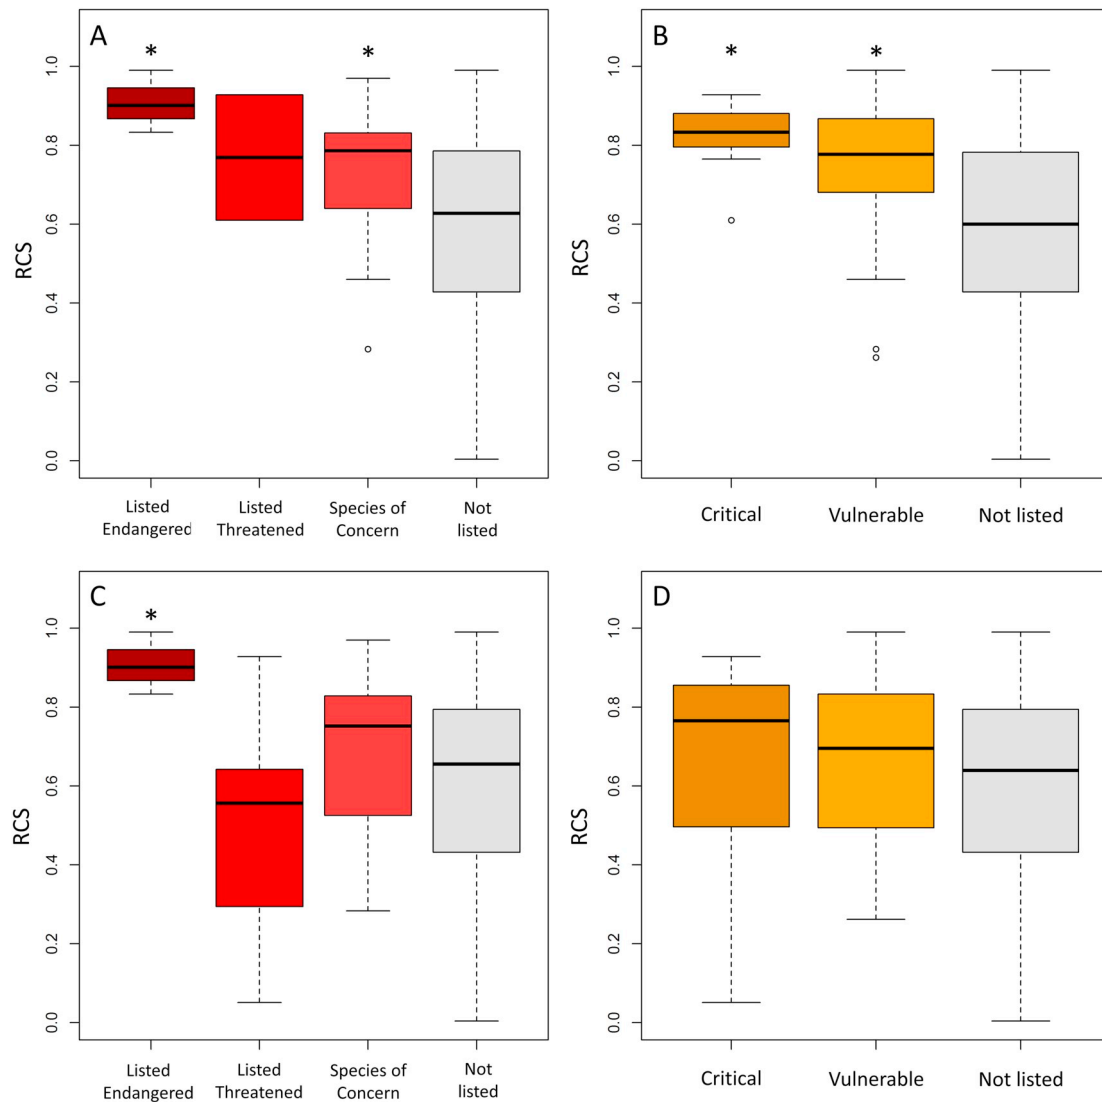 A
*
*
RCS
0.0
0.2
0.4
0.6
0.8
1.0
Listed
Endangered
Listed
Threatened
Species of
Concern
Not
listed
B
*
*
RCS
0.0
0.2
0.4
0.6
0.8
1.0
Critical
Vulnerable
Not listed
C
*
RCS
0.0
0.2
0.4
0.6
0.8
1.0
Listed
Endangered
Listed
Threatened
Species of
Concern
Not
listed
D
RCS
0.0
0.2
0.4
0.6
0.8
1.0
Critical
Vulnerable
Not listed